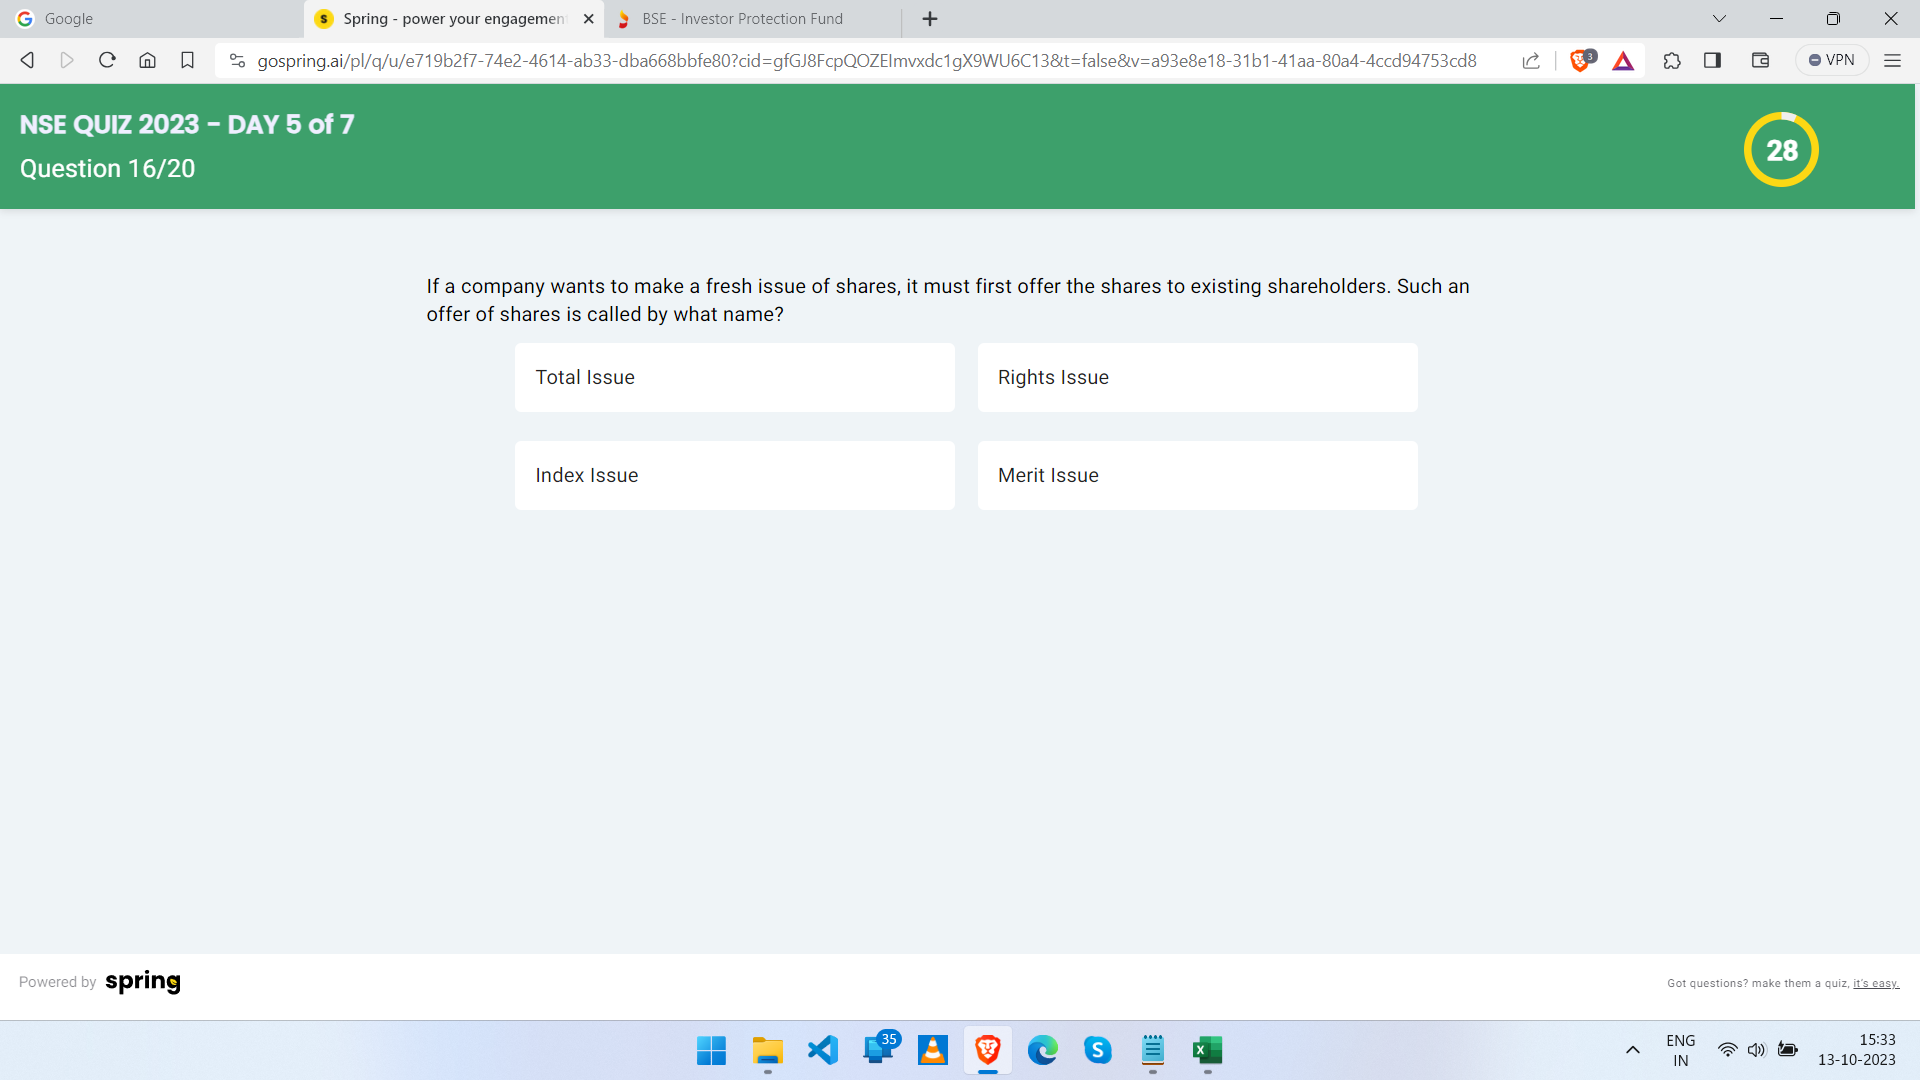 Google
Spring - power your engagement
BSE - Investor Protection Fund
gospring.ai/pl/q/u/e719b2f7-74e2-4614-ab33-dba668bbfe80?cid=gfGJ8FcpQOZEImvxdc1gX9WU6C13&t=false&v=a93e8e18-31b1-41aa-80a4-4ccd94753cd8
3
VPN
NSE QUIZ 2023 - DAY 5 of 7
Question 16/20
28
If a company wants to make a fresh issue of shares, it must first offer the shares to existing shareholders. Such an
offer of shares is called by what name?
Total Issue
Rights Issue
Index Issue
Merit Issue
Powered by spring
Got questions? make them a quiz, it's easy.
35
ENG
IN
15:33
13-10-2023